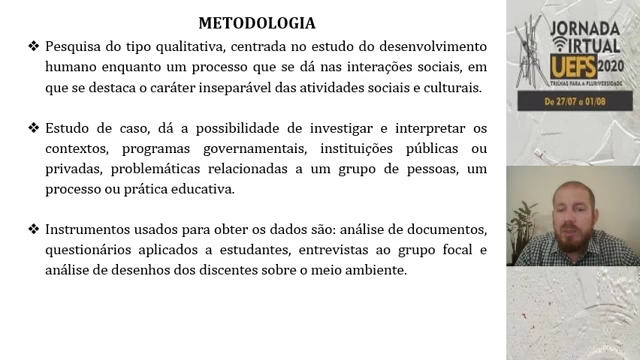 METODOLOGIA
❖ Pesquisa do tipo qualitativa, centrada no estudo do desenvolvimento
humano enquanto um processo que se dá nas interações sociais, em
que se destaca o caráter inseparável das atividades sociais e culturais.
❖ Estudo de caso, dá a possibilidade de investigar e interpretar os
contextos, programas governamentais, instituições públicas ou
privadas, problemáticas relacionadas a um grupo de pessoas, um
processo ou prática educativa.
❖ Instrumentos usados para obter os dados são: análise de documentos,
questionários aplicados a estudantes, entrevistas ao grupo focal e
análise de desenhos dos discentes sobre o meio ambiente.
JORNADA
VIRTUAL
UEFS 2020
TRILHAS PARA A PLURIVERSIDADE
De 27/07 a 01/08